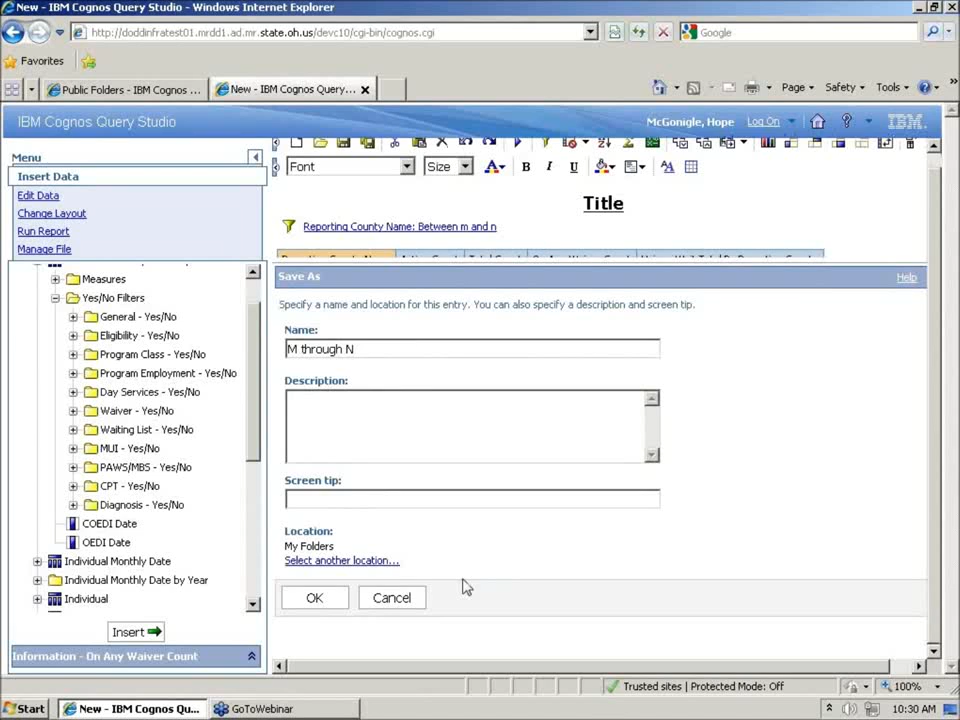 New - IBM Cognos Query Studio - Windows Internet Explorer
http://doddinfratest01.mrdd1.ad.mr.state.oh.us/devc10/cgi-bin/cognos.cgi
Google
Favorites
Public Folders - IBM Cognos ...
New - IBM Cognos Query...
Page
Safety
Tools
IBM Cognos Query Studio
McGonigle, Hope
Log On
IBM.
Menu
Insert Data
Edit Data
Change Layout
Run Report
Manage File
Font
Size
B I U
Title
Reporting County Name: Between m and n
Measures
Yes/No Filters
General - Yes/No
Eligibility - Yes/No
Program Class - Yes/No
Program Employment - Yes/No
Day Services - Yes/No
Waiver - Yes/No
Waiting List - Yes/No
MUI - Yes/No
PAWS/MBS - Yes/No
CPT - Yes/No
Diagnosis - Yes/No
COEDI Date
OEDI Date
Individual Monthly Date
Individual Monthly Date by Year
Individual
Insert
Information - On Any Waiver Count
Save As
Help
Specify a name and location for this entry. You can also specify a description and screen tip.
Name:
M through N
Description:
Screen tip:
Location:
My Folders
Select another location...
OK
Cancel
Trusted sites | Protected Mode: Off
100%
Start
New - IBM Cognos Qu...
GoToWebinar
10:30 AM